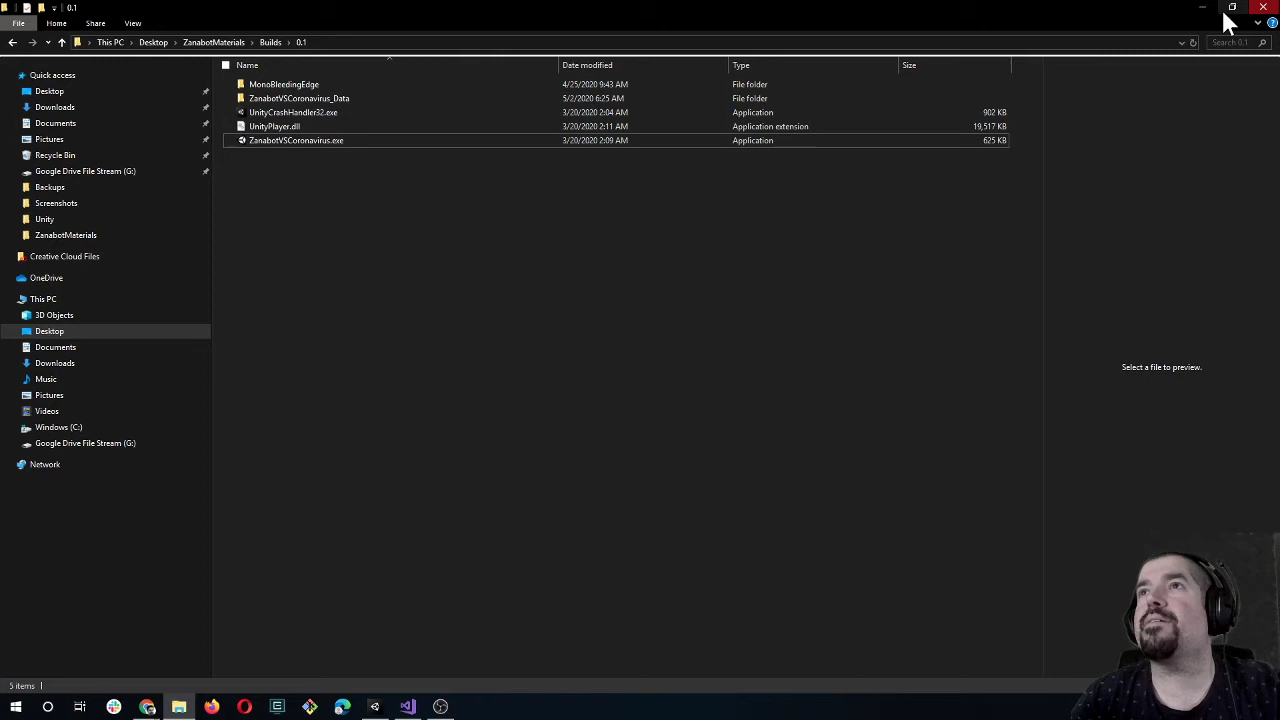 0.1
File Home Share View
This PC Desktop ZanabotMaterials Builds 0.1 Search 0.1
Name Date modified Type Size
Quick access
Desktop
Downloads
Documents
Pictures
Recycle Bin
Google Drive File Stream (G:)
Backups
Screenshots
Unity
ZanabotMaterials
Creative Cloud Files
OneDrive
This PC
3D Objects
Desktop
Documents
Downloads
Music
Pictures
Videos
Windows (C:)
Google Drive File Stream (G:)
Network
MonoBleedingEdge 4/25/2020 9:43 AM File folder
ZanabotVSCoronavirus_Data 5/2/2020 6:25 AM File folder
UnityCrashHandler32.exe 3/20/2020 2:04 AM Application 902 KB
UnityPlayer.dll 3/20/2020 2:11 AM Application extension 19,517 KB
ZanabotVSCoronavirus.exe 3/20/2020 2:09 AM Application 625 KB
Select a file to preview.
5 items